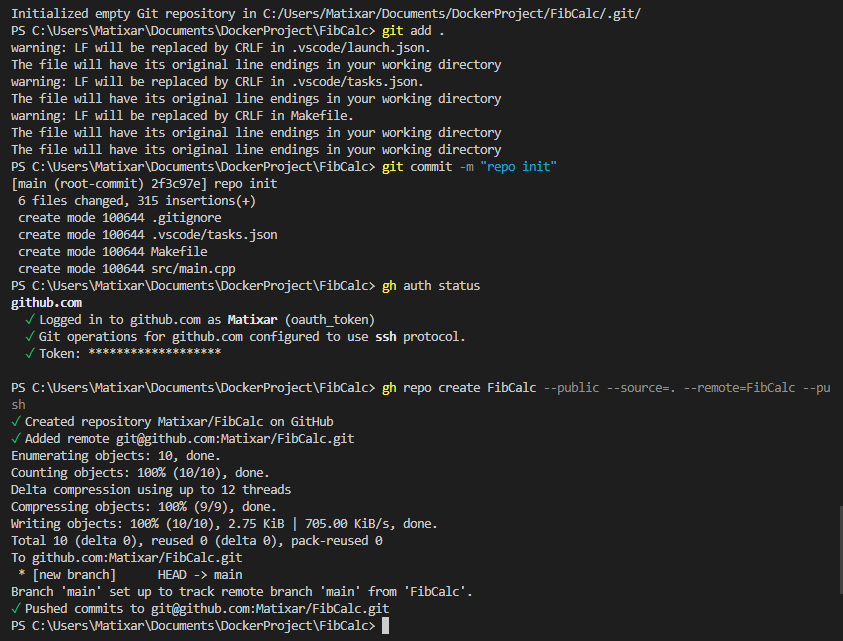 Initialized empty Git repository in C:/Users/Matixar/Documents/DockerProject/FibCalc/.git/
PS C:\Users\Matixar\Documents\DockerProject\FibCalc> git add .
warning: LF will be replaced by CRLF in .vscode/launch.json.
The file will have its original line endings in your working directory
warning: LF will be replaced by CRLF in .vscode/tasks.json.
The file will have its original line endings in your working directory
warning: LF will be replaced by CRLF in Makefile.
The file will have its original line endings in your working directory
The file will have its original line endings in your working directory
PS C:\Users\Matixar\Documents\DockerProject\FibCalc> git commit -m "repo init"
[main (root-commit) 2f3c97e] repo init
 6 files changed, 315 insertions(+)
 create mode 100644 .gitignore
 create mode 100644 .vscode/tasks.json
 create mode 100644 Makefile
 create mode 100644 src/main.cpp
PS C:\Users\Matixar\Documents\DockerProject\FibCalc> gh auth status
github.com
  ✓ Logged in to github.com as Matixar (oauth_token)
  ✓ Git operations for github.com configured to use ssh protocol.
  ✓ Token: *******************
PS C:\Users\Matixar\Documents\DockerProject\FibCalc> gh repo create FibCalc --public --source=. --remote=FibCalc --pu
sh
✓ Created repository Matixar/FibCalc on GitHub
✓ Added remote git@github.com:Matixar/FibCalc.git
Enumerating objects: 10, done.
Counting objects: 100% (10/10), done.
Delta compression using up to 12 threads
Compressing objects: 100% (9/9), done.
Writing objects: 100% (10/10), 2.75 KiB | 705.00 KiB/s, done.
Total 10 (delta 0), reused 0 (delta 0), pack-reused 0
To github.com:Matixar/FibCalc.git
 * [new branch]      HEAD -> main
Branch 'main' set up to track remote branch 'main' from 'FibCalc'.
✓ Pushed commits to git@github.com:Matixar/FibCalc.git
PS C:\Users\Matixar\Documents\DockerProject\FibCalc>